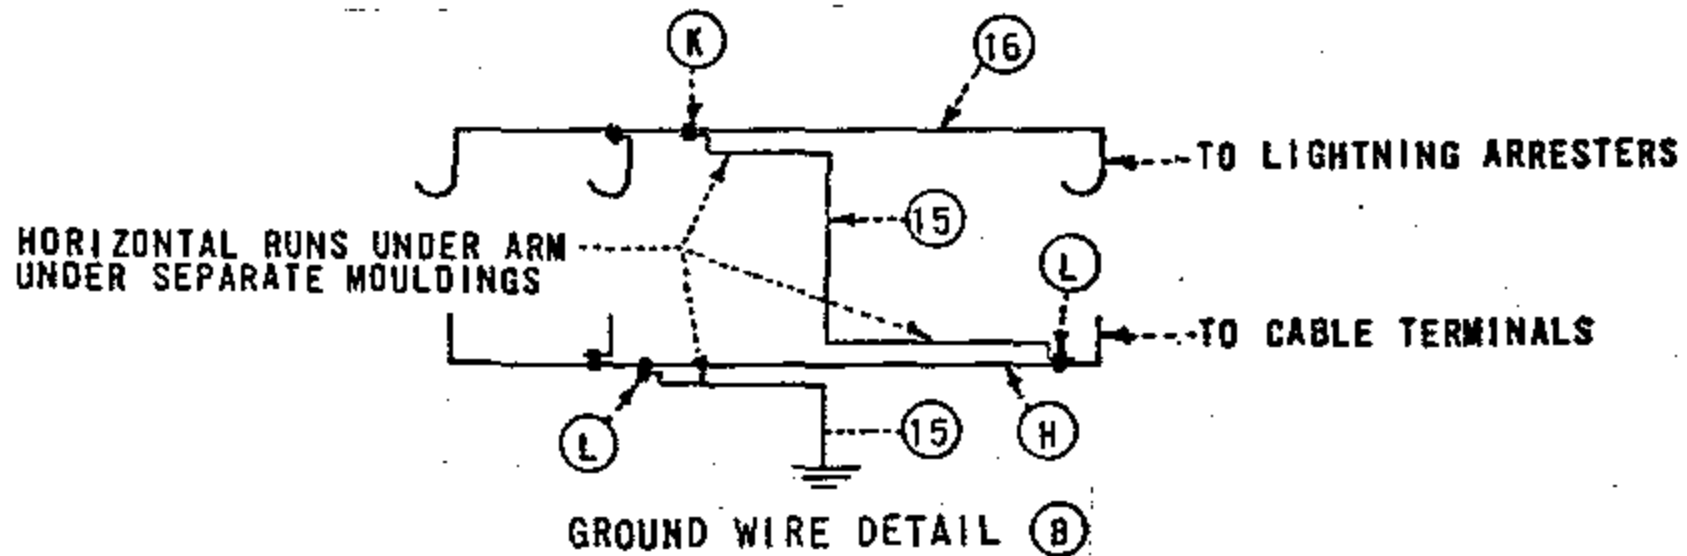 K
16
TO LIGHTNING ARRESTERS
15
HORIZONTAL RUNS UNDER ARM
UNDER SEPARATE MOULDINGS
L
TO CABLE TERMINALS
L
15
H
GROUND WIRE DETAIL B